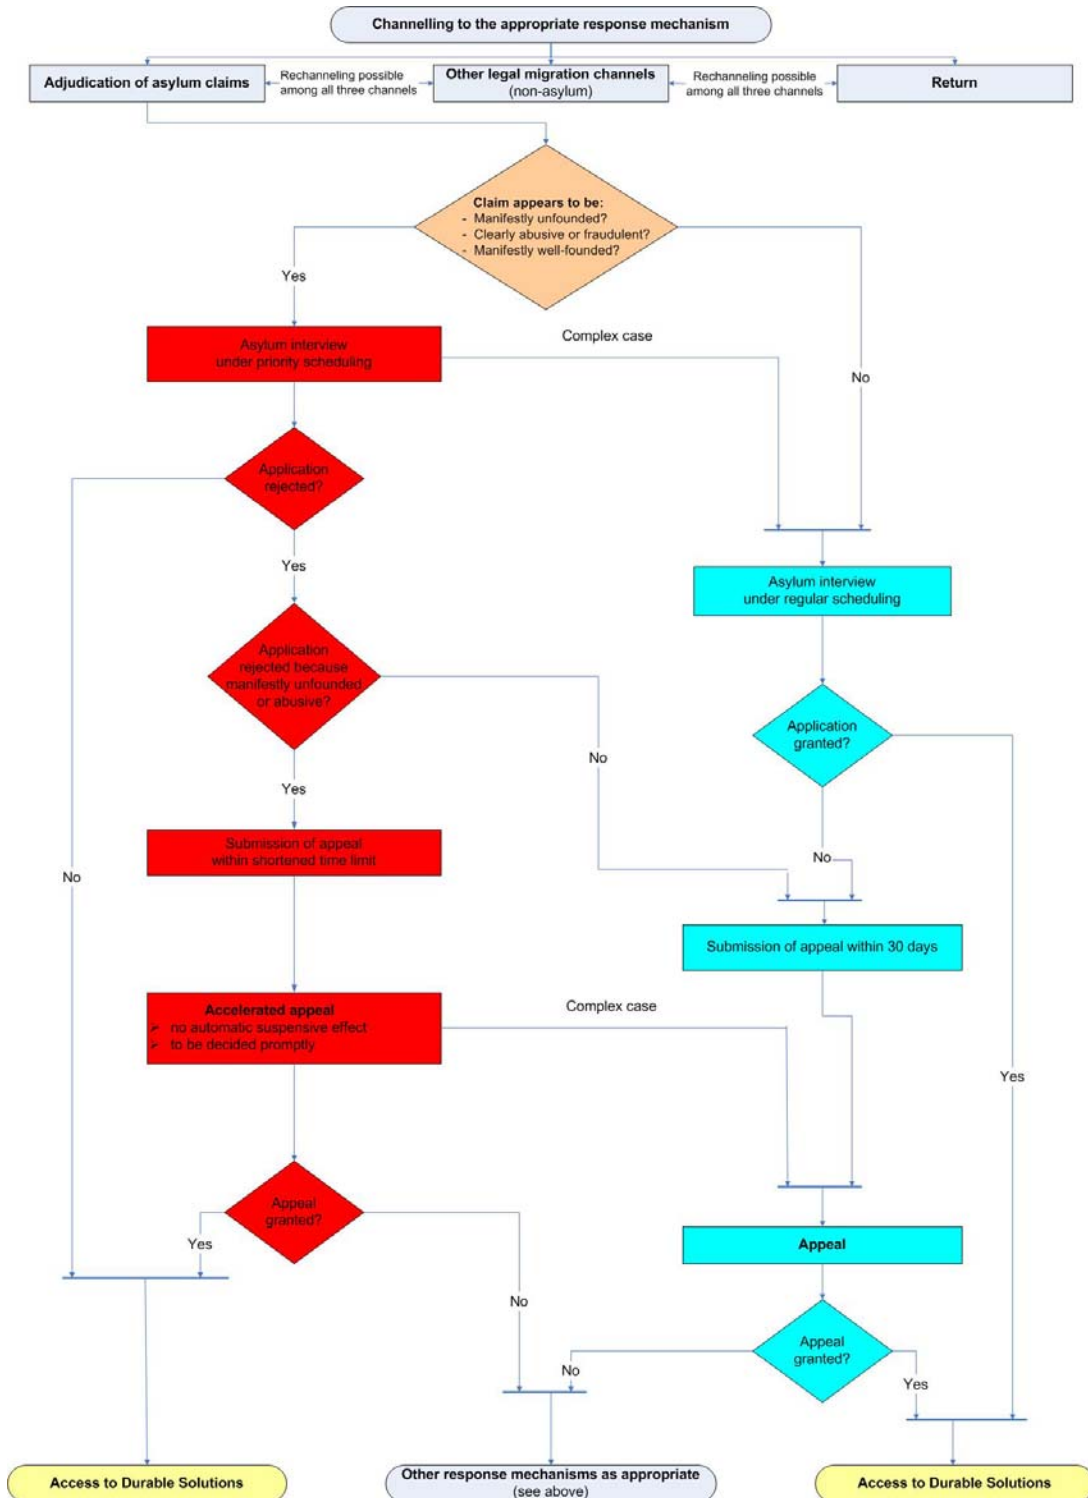 Channelling to the appropriate response mechanism
Adjudication of asylum claims
Rechanneling possible
among all three channels
Other legal migration channels
(non-asylum)
Rechanneling possible
among all three channels
Return
Claim appears to be:
- Manifestly unfounded?
- Clearly abusive or fraudulent?
- Manifestly well-founded?
Yes
No
Asylum interview
under priority scheduling
Complex case
Application
rejected?
Yes
No
Asylum interview
under regular scheduling
Application
rejected because
manifestly unfounded
or abusive?
No
Yes
Application
granted?
No
Yes
Submission of appeal
within shortened time limit
Submission of appeal within 30 days
Accelerated appeal
➢ no automatic suspensive effect
➢ to be decided promptly
Complex case
Appeal
granted?
Yes
No
Appeal
Appeal
granted?
No
Yes
Access to Durable Solutions
Other response mechanisms as appropriate
(see above)
Access to Durable Solutions